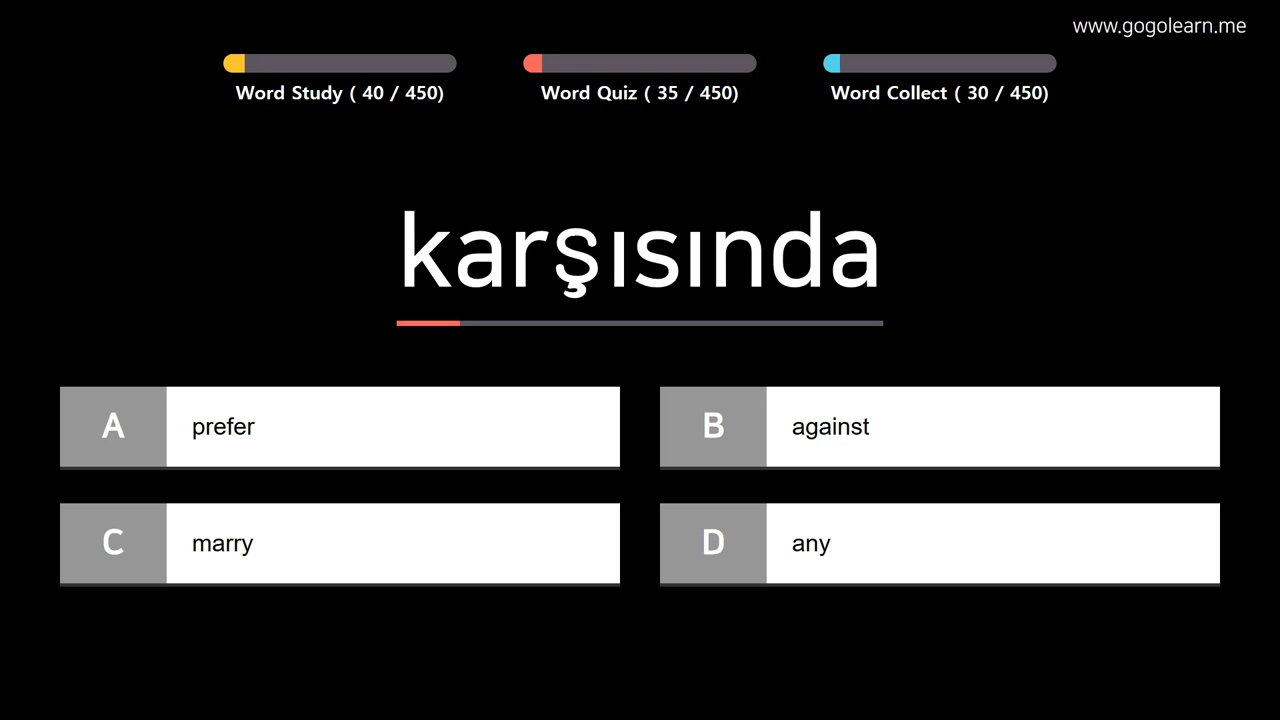 www.gogolearn.me
Word Study ( 40 / 450)
Word Quiz ( 35 / 450)
Word Collect ( 30 / 450)
karşısında
A prefer
B against
C marry
D any